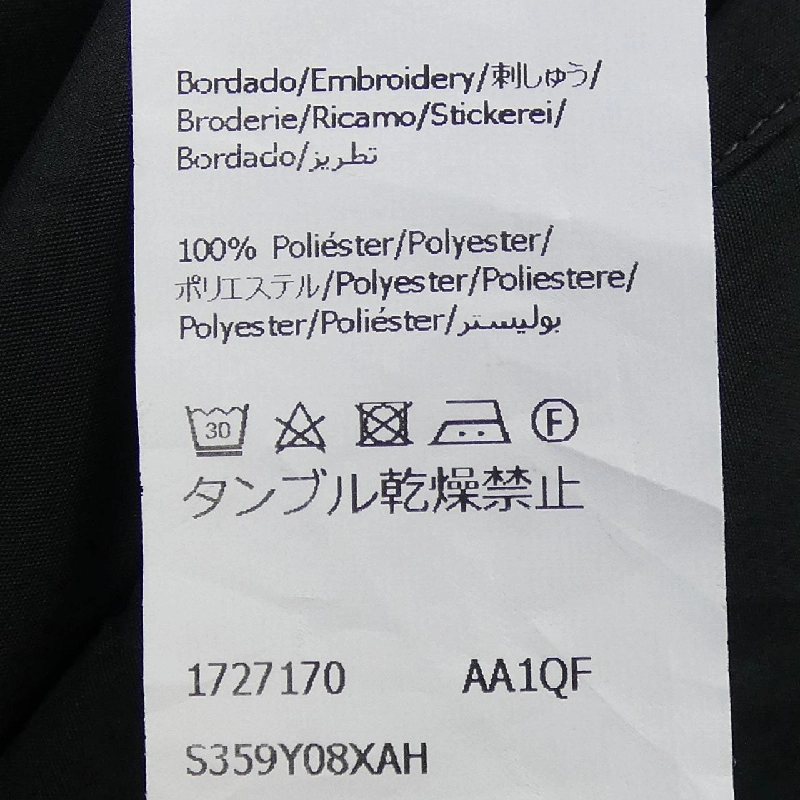 Bordado/Embroidery/刺しゅう/
Broderie/Ricamo/Stickerei/
Bordado/تطريز
100% Poliéster/Polyester/
ポリエステル/Polyester/Poliestere/
Polyester/Poliéster/بوليستر
30 F
タンブル乾燥禁止
1727170 AA1QF
S359Y08XAH